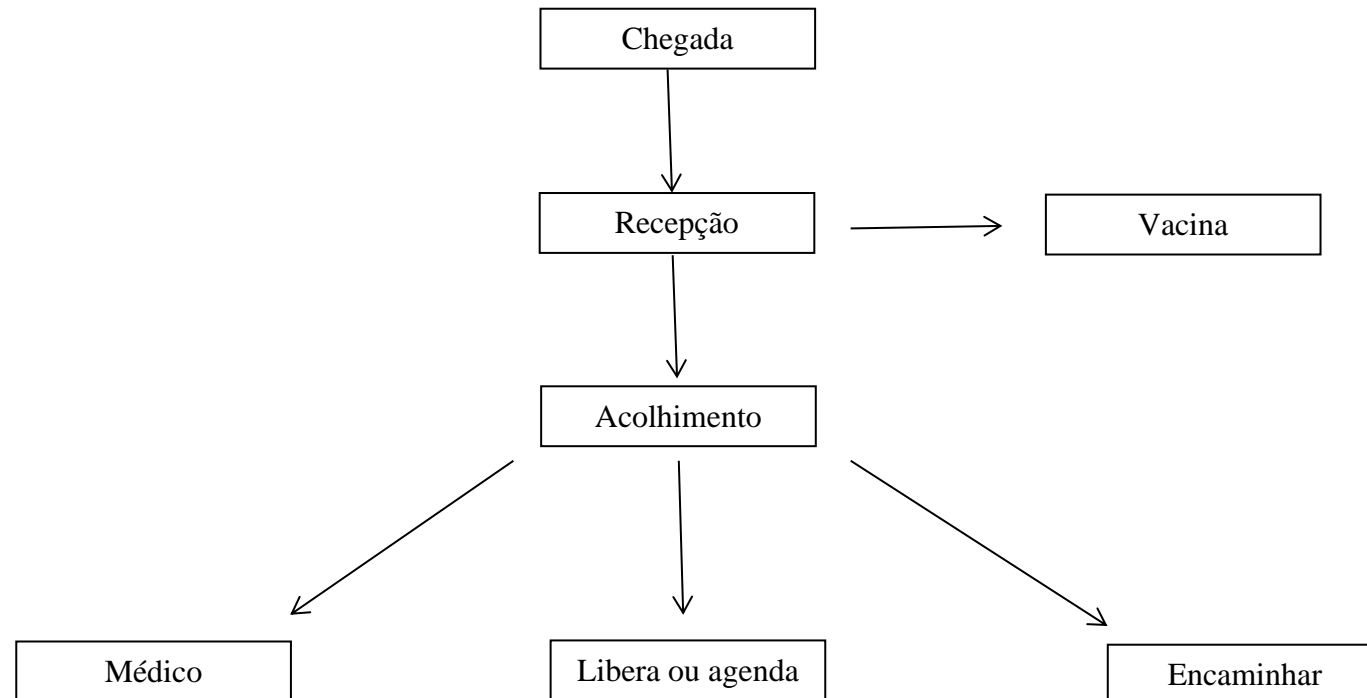 Chegada
Recepção
Vacina
Acolhimento
Médico
Libera ou agenda
Encaminhar